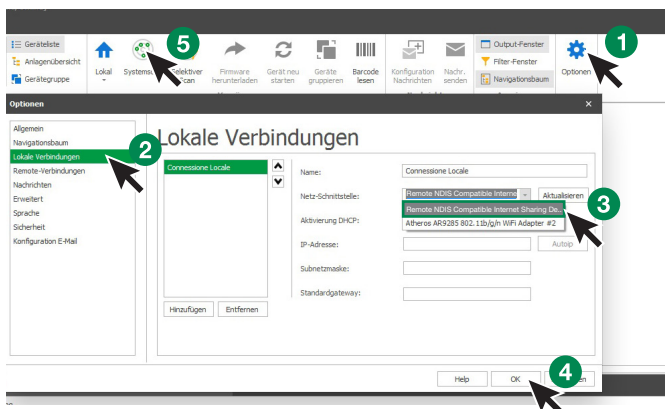 Geräteliste
Anlagenübersicht
Gerätegruppe
Lokal
5
Selektiver
Scan
Firmware
herunterladen
Gerät neu
starten
Geräte
gruppieren
Barcode
lesen
Konfiguration
Nachrichten
Nachr.
senden
Output-Fenster
Filter-Fenster
Navigationsbaum
Optionen
1
Optionen
Allgemein
Navigationsbaum
Lokale Verbindungen
Remote-Verbindungen
Nachrichten
Erweitert
Sprache
Sicherheit
Konfiguration E-Mail
2
Lokale Verbindungen
Connessione Locale
Hinzufügen
Entfernen
Name:
Connessione Locale
Netz-Schnittstelle:
Remote NDIS Compatible Interne
Aktualisieren
Remote NDIS Compatible Internet Sharing De..
Atheros AR9285 802.11b/g/n WiFi Adapter #2
3
Aktivierung DHCP:
IP-Adresse:
Autoip
Subnetzmaske:
Standardgateway:
Help
OK
4